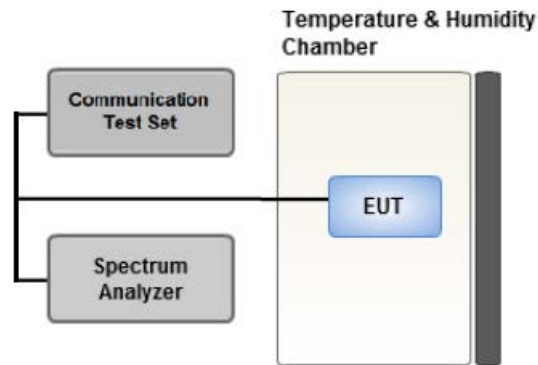 Temperature & Humidity
Chamber
Communication
Test Set
EUT
Spectrum
Analyzer